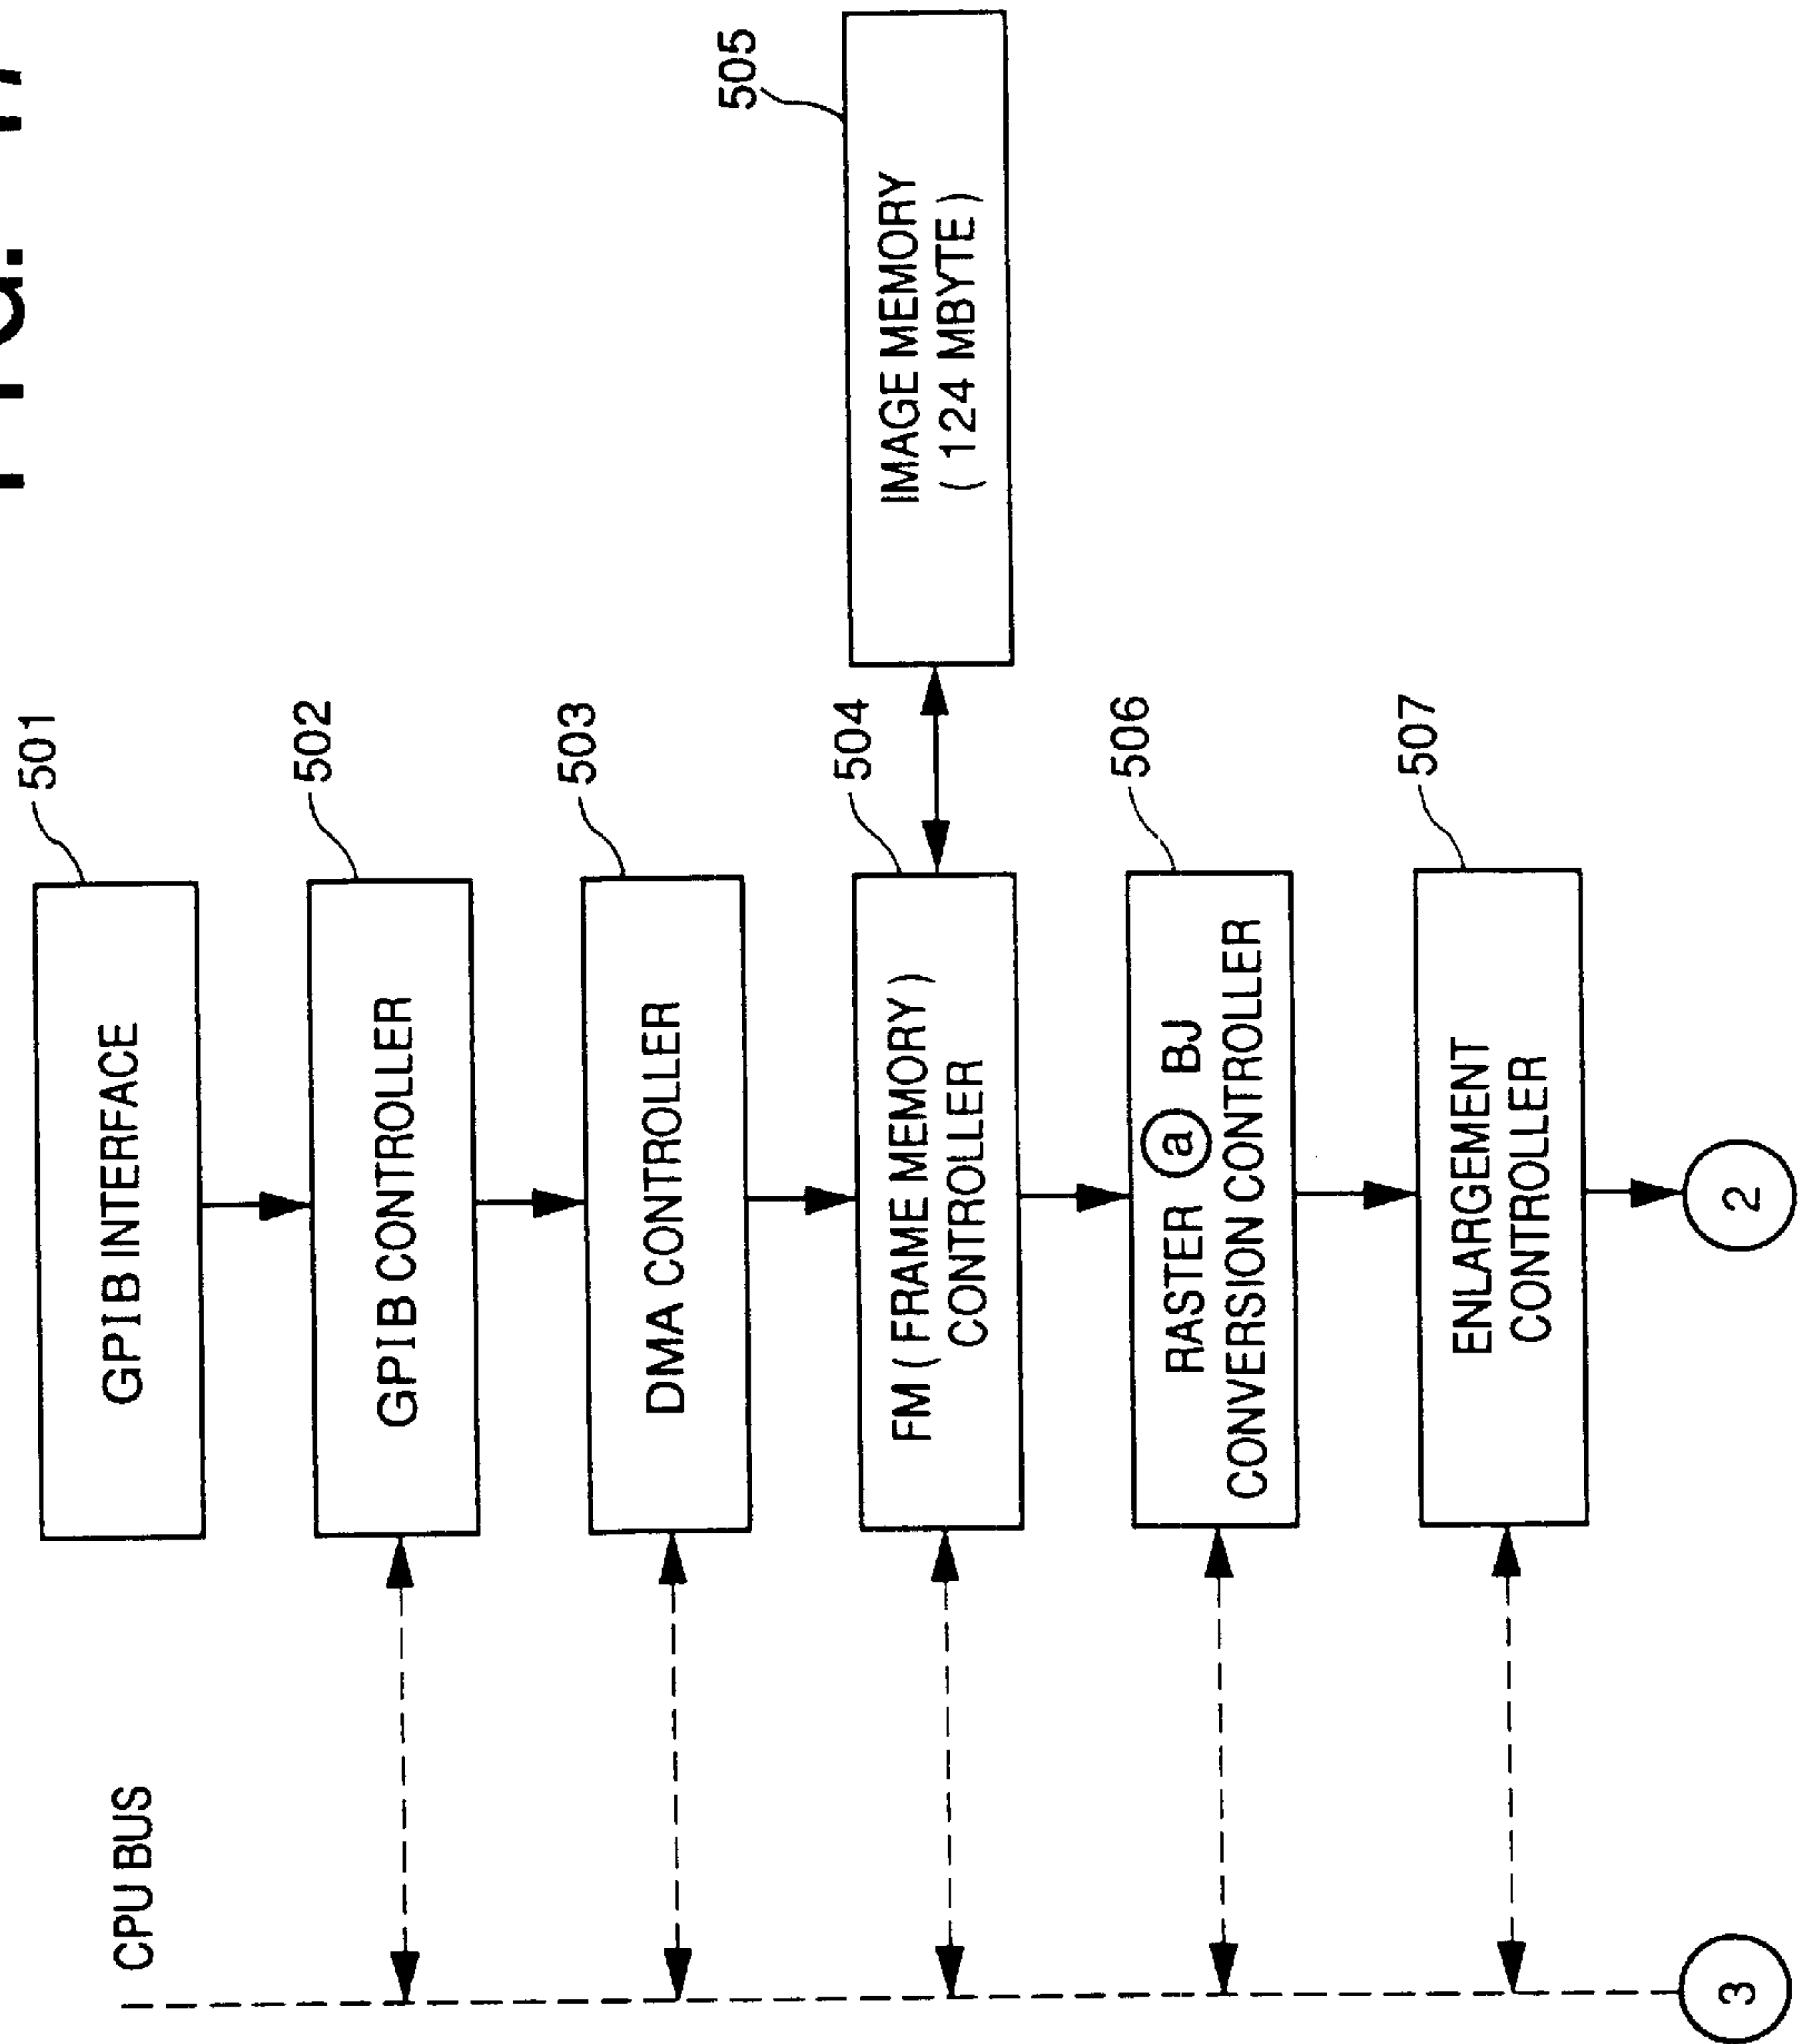 FIG. 17
501
GPIB INTERFACE
502
GPIB CONTROLLER
503
DMA CONTROLLER
504
FM (FRAME MEMORY)
CONTROLLER
505
IMAGE MEMORY
(124 MBYTE)
506
RASTER ⓐ BJ
CONVERSION CONTROLLER
507
ENLARGEMENT
CONTROLLER
2
CPU BUS
3